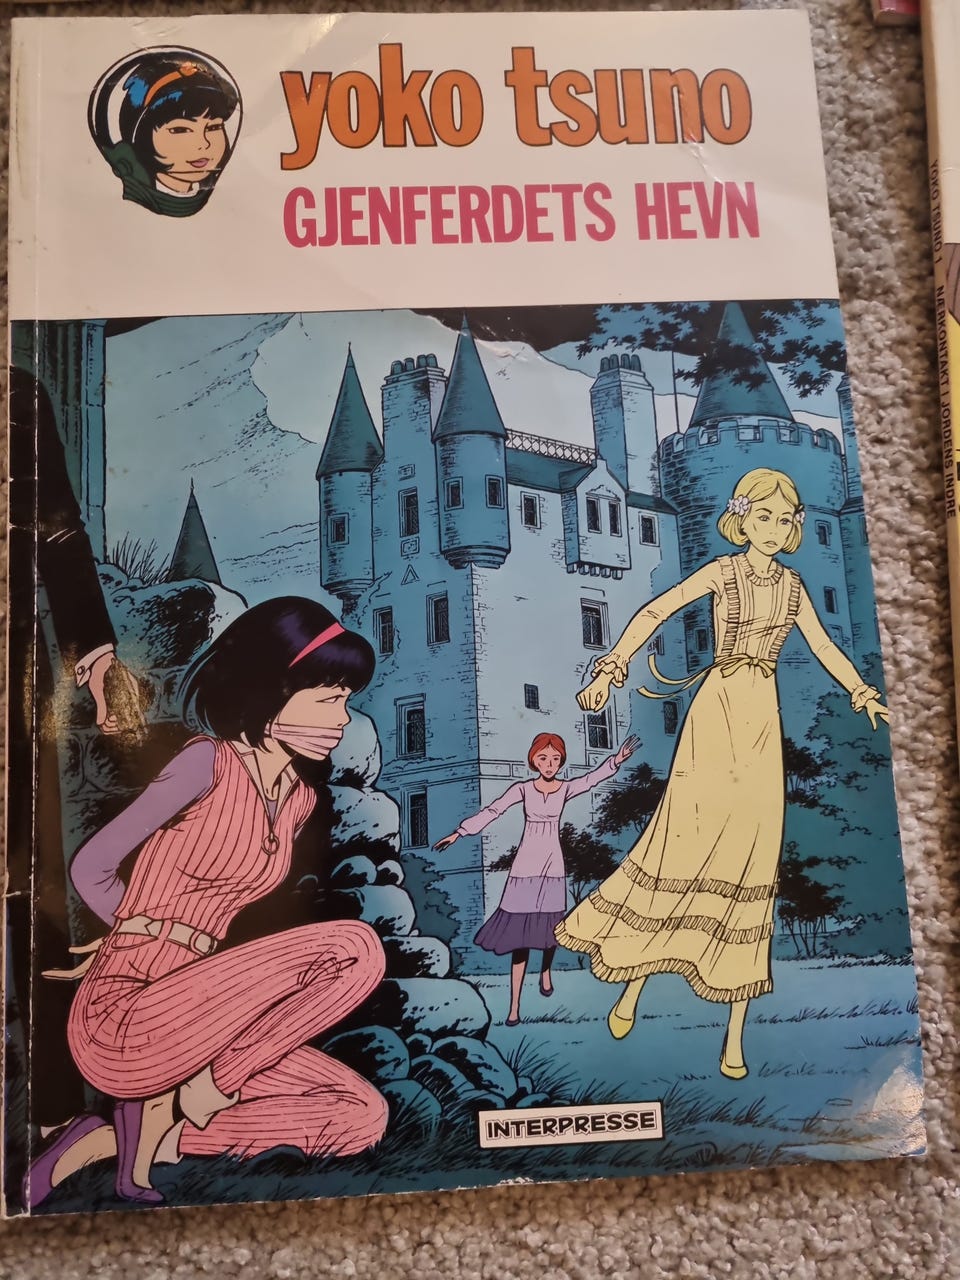 yoko tsuno
GJENFERDETS HEVN
INTERPRESSE
YOKO TSUNO 1 NÆRKONTAKT I JORDENS INDRE